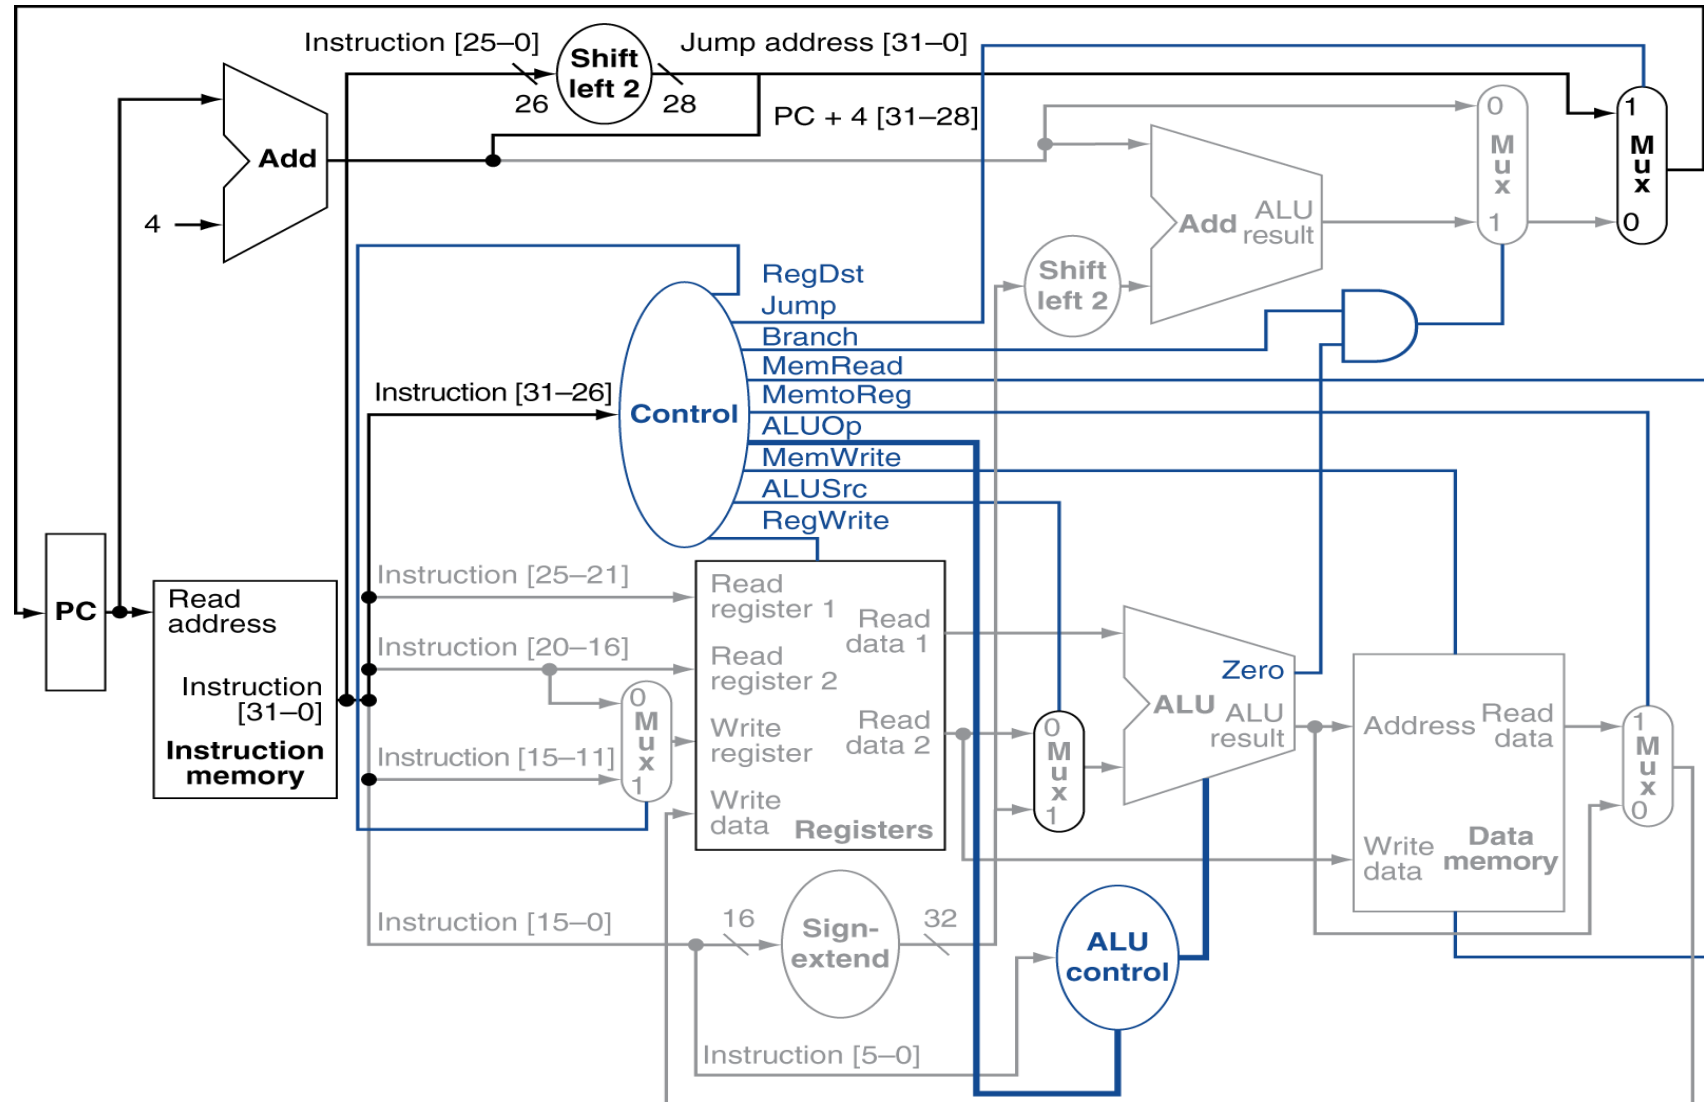 Instruction [25–0]
Shift
left 2
Jump address [31–0]
26
28
PC + 4 [31–28]
Add
4
0
M
u
x
1
1
M
u
x
0
Add
ALU
result
Shift
left 2
RegDst
Jump
Branch
MemRead
MemtoReg
ALUOp
MemWrite
ALUSrc
RegWrite
Instruction [31–26]
Control
PC
Read
address
Instruction
[31–0]
Instruction
memory
Instruction [25–21]
Instruction [20–16]
Instruction [15–11]
0
M
u
x
1
Read
register 1
Read
register 2
Write
register
Write
data
Read
data 1
Read
data 2
Registers
0
M
u
x
1
Zero
ALU
ALU
result
Address
Read
data
Write
data
Data
memory
1
M
u
x
0
Instruction [15–0]
16
Sign-
extend
32
ALU
control
Instruction [5–0]